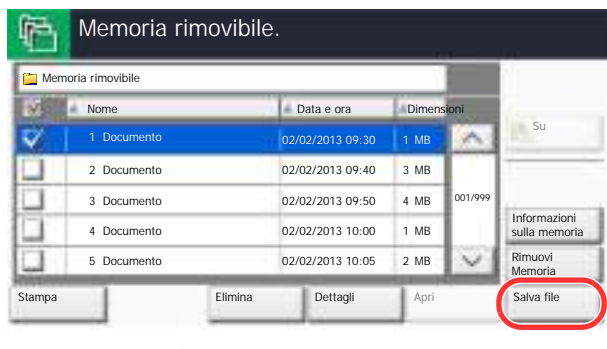 Memoria rimovibile.
Memoria rimovibile
Nome Data e ora Dimensioni
1 Documento 02/02/2013 09:30 1 MB
Su
2 Documento 02/02/2013 09:40 3 MB
3 Documento 02/02/2013 09:50 4 MB
001/999
4 Documento 02/02/2013 10:00 1 MB
Informazioni
sulla memoria
5 Documento 02/02/2013 10:05 2 MB
Rimuovi
Memoria
Stampa Elimina Dettagli Apri Salva file